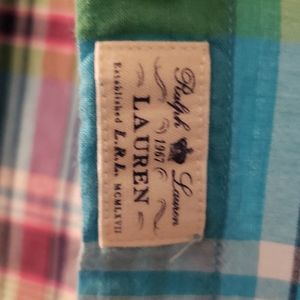 Ralph Lauren
1967
LAUREN
Established L.R.L. MCMLXVII